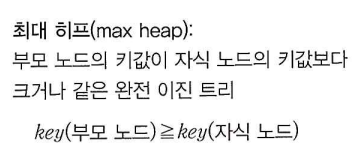 최대 히프(max heap):
부모 노드의 키값이 자식 노드의 키값보다
크거나 같은 완전 이진 트리
key(부모 노드)≧key(자식 노드)